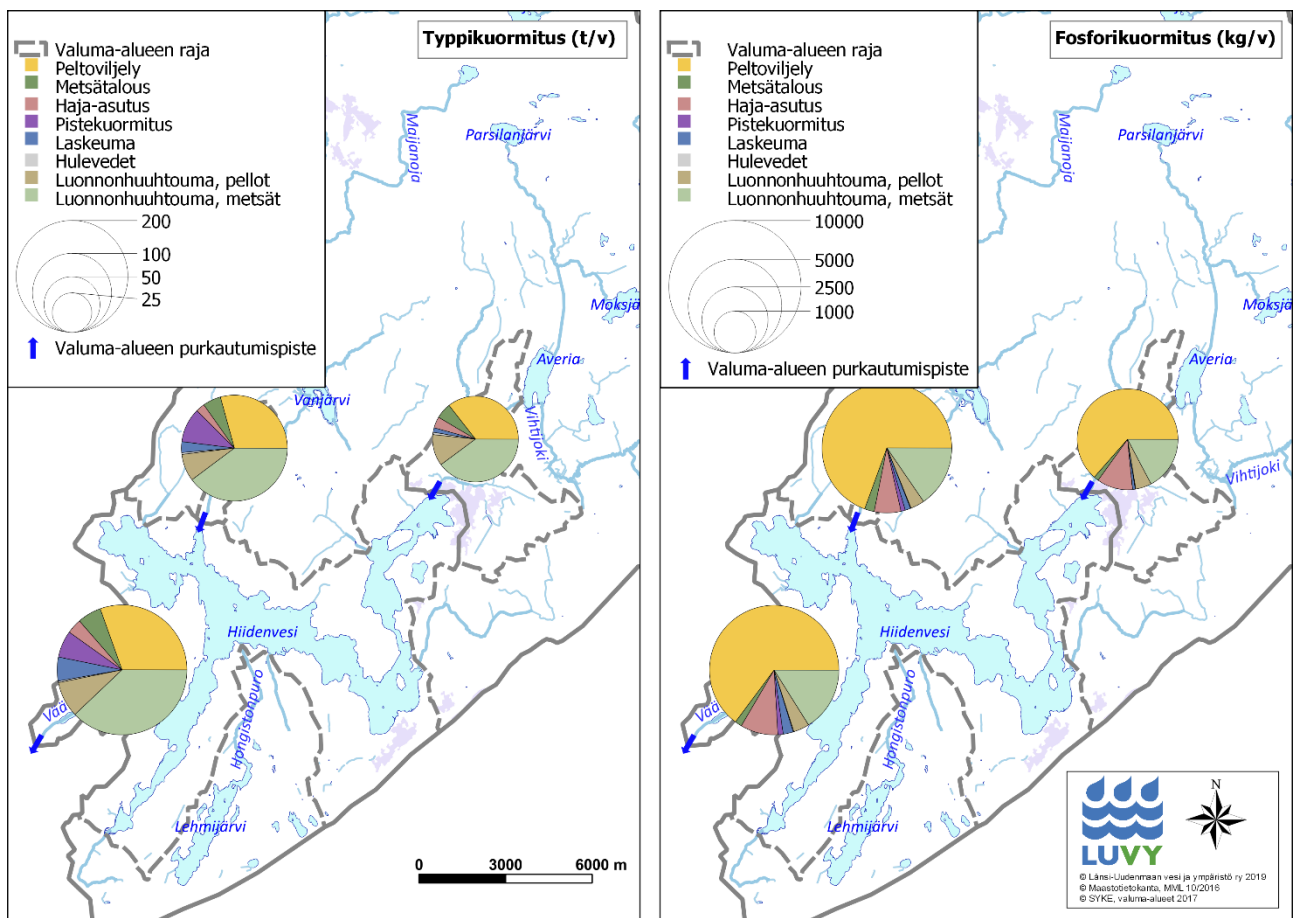 Typpikuormitus (t/v)
Valuma-alueen raja
Peltoviljely
Metsätalous
Haja-asutus
Pistekuormitus
Laskeuma
Hulevedet
Luonnonhuuhtouma, pellot
Luonnonhuuhtouma, metsät
200
100
50
25
Valuma-alueen purkautumispiste
Maijanoja
Parsilanjärvi
Moksjä
Averia
Vanjärvi
Vihtijoki
Hiidenvesi
Vää
Hongistonpuro
Lehmijärvi
0 3000 6000 m
Fosforikuormitus (kg/v)
Valuma-alueen raja
Peltoviljely
Metsätalous
Haja-asutus
Pistekuormitus
Laskeuma
Hulevedet
Luonnonhuuhtouma, pellot
Luonnonhuuhtouma, metsät
10000
5000
2500
1000
Valuma-alueen purkautumispiste
Maijanoja
Parsilanjärvi
Moksjä
Averia
Vihtijoki
Hiidenvesi
Vää
Hongistonpuro
Lehmijärvi
N
LUVY
© Länsi-Uudenmaan vesi ja ympäristö ry 2019
© Maastotietokanta, MML 10/2016
© SYKE, valuma-alueet 2017